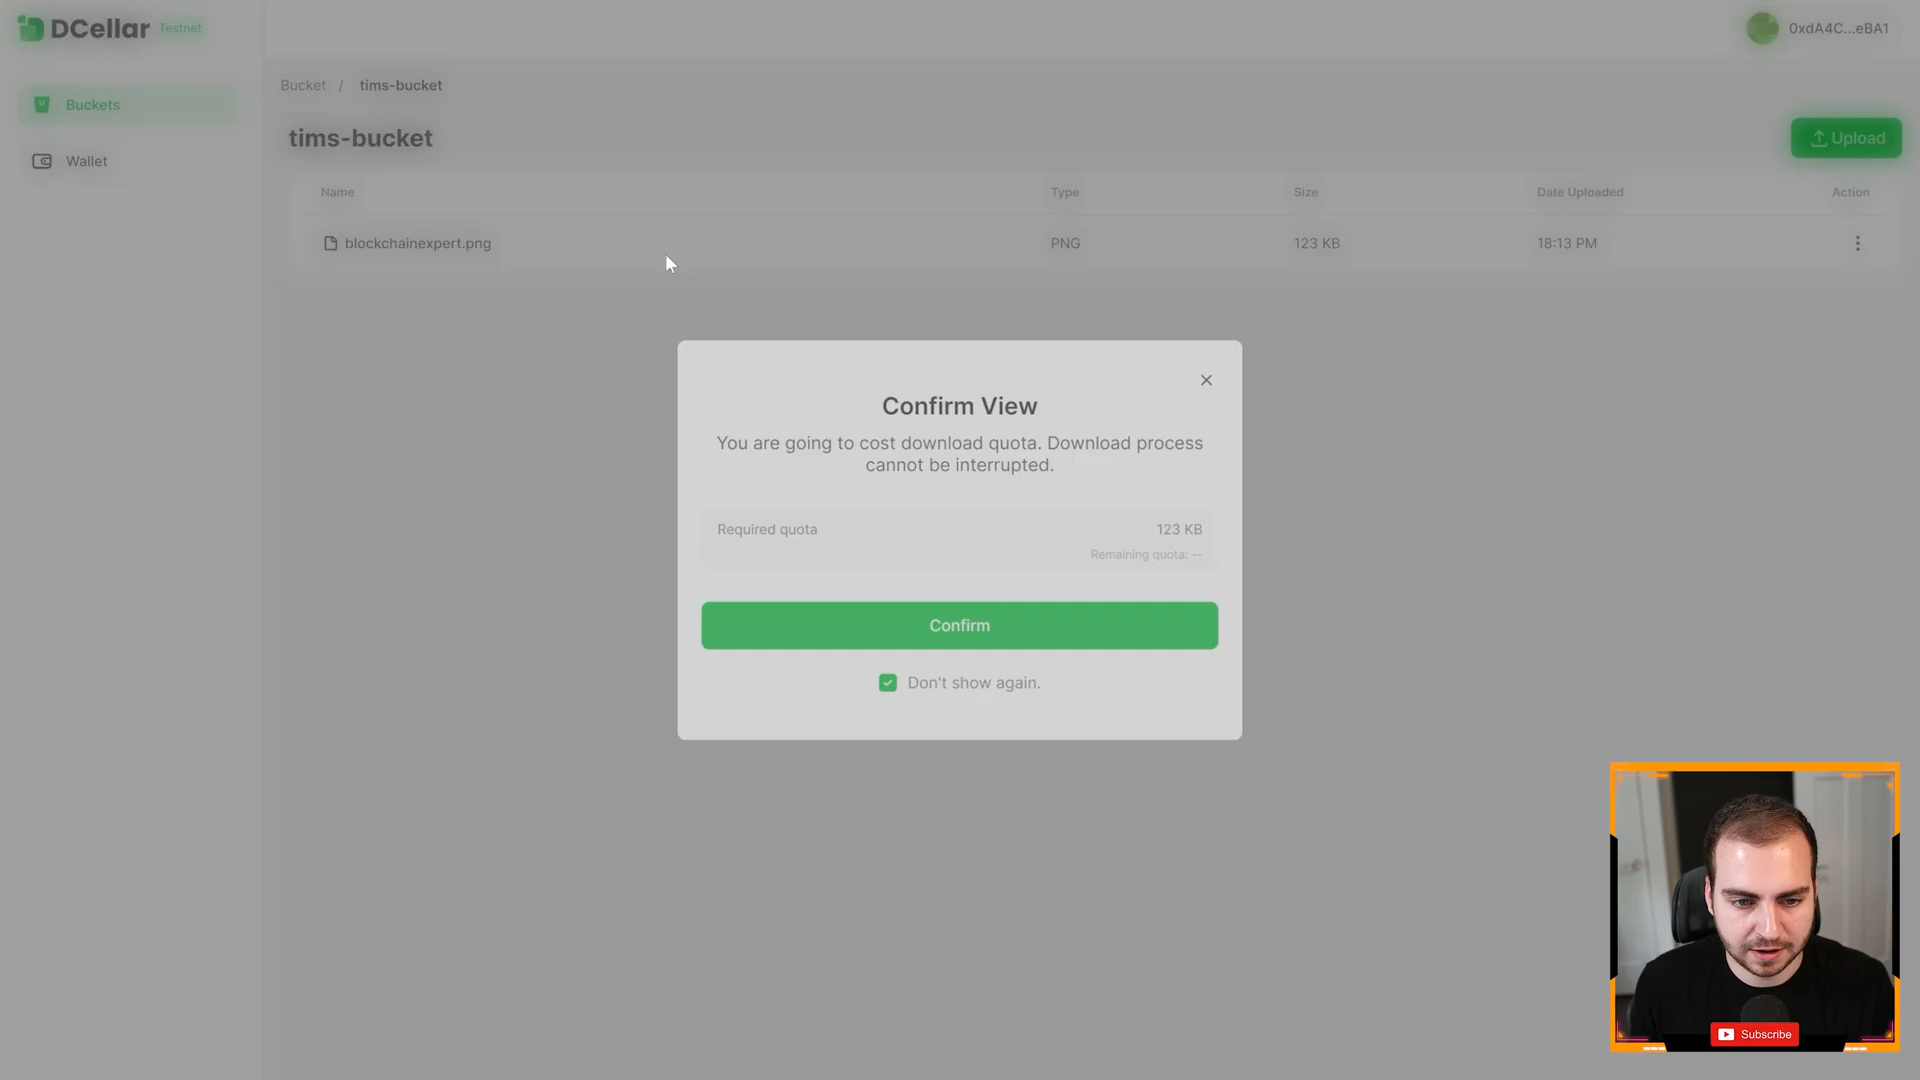 DCellar Testnet
0xdA4C...eBA1
Buckets
Wallet
Bucket / tims-bucket
tims-bucket
Upload
Name Type Size Date Uploaded Action
blockchainexpert.png PNG 123 KB 18:13 PM
Confirm View
You are going to cost download quota. Download process
cannot be interrupted.
Required quota 123 KB
Remaining quota: --
Confirm
Don't show again.
Subscribe